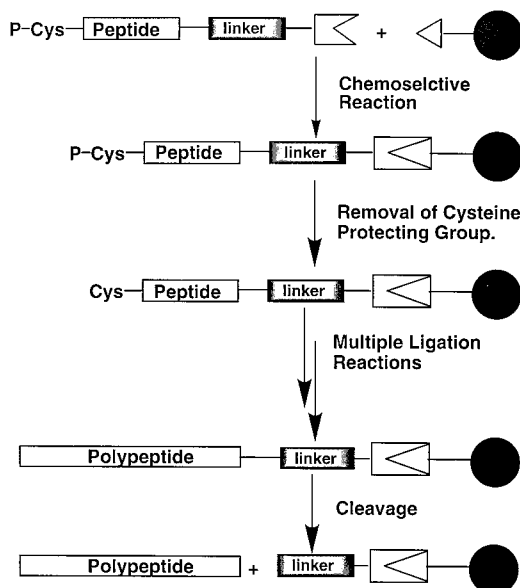 P-Cys Peptide linker +
Chemoselctive
Reaction
P-Cys Peptide linker
Removal of Cysteine
Protecting Group.
Cys Peptide linker
Multiple Ligation
Reactions
Polypeptide linker
Cleavage
Polypeptide + linker